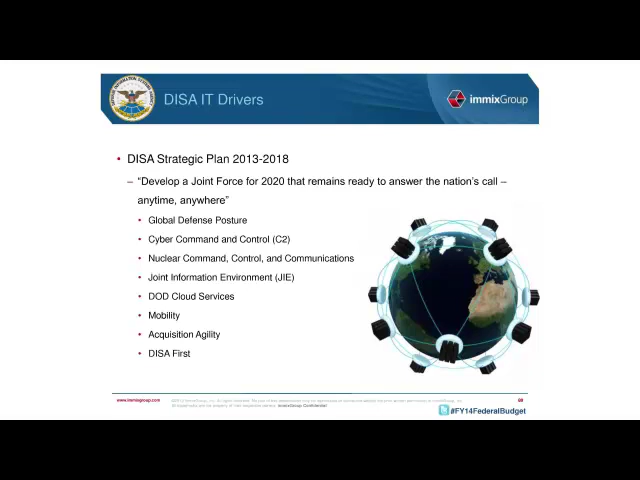 DISA IT Drivers
immixGroup
• DISA Strategic Plan 2013-2018
– “Develop a Joint Force for 2020 that remains ready to answer the nation’s call –
anytime, anywhere”
• Global Defense Posture
• Cyber Command and Control (C2)
• Nuclear Command, Control, and Communications
• Joint Information Environment (JIE)
• DOD Cloud Services
• Mobility
• Acquisition Agility
• DISA First
www.immixgroup.com
immixGroup Confidential
#FY14FederalBudget